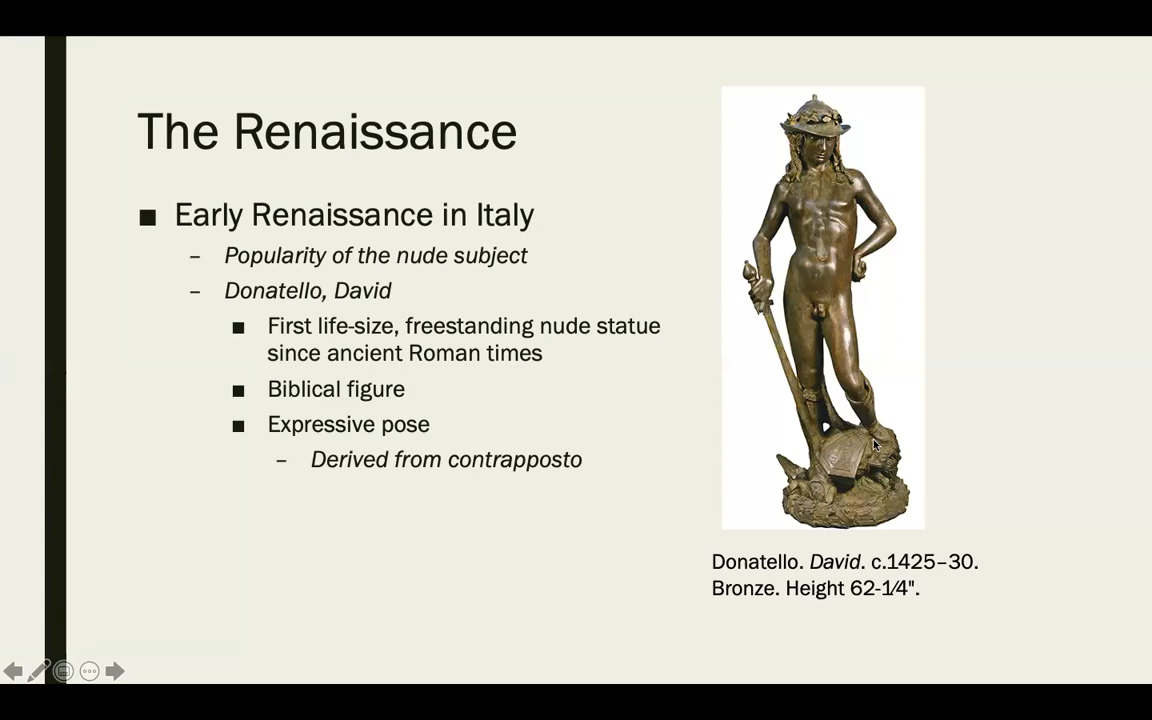 The Renaissance
■ Early Renaissance in Italy
– Popularity of the nude subject
– Donatello, David
■ First life-size, freestanding nude statue
since ancient Roman times
■ Biblical figure
■ Expressive pose
– Derived from contrapposto
Donatello. David. c.1425–30.
Bronze. Height 62-1/4".